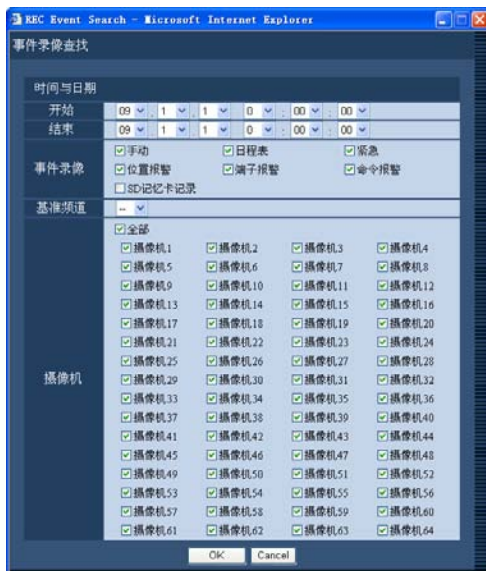 REC Event Search - Microsoft Internet Explorer
事件录像查找
时间与日期
开始 09 . 1 . 1 0 : 00 : 00
结束 09 . 1 1 0 : 00 : 00
事件录像 手动 日程表 紧急
位置报警 端子报警 命令报警
SD记忆卡记录
基准频道 --
全部
摄像机1 摄像机2 摄像机3 摄像机4
摄像机5 摄像机6 摄像机7 摄像机8
摄像机9 摄像机10 摄像机11 摄像机12
摄像机13 摄像机14 摄像机15 摄像机16
摄像机17 摄像机18 摄像机19 摄像机20
摄像机21 摄像机22 摄像机23 摄像机24
摄像机25 摄像机26 摄像机27 摄像机28
摄像机 摄像机29 摄像机30 摄像机31 摄像机32
摄像机33 摄像机34 摄像机35 摄像机36
摄像机37 摄像机38 摄像机39 摄像机40
摄像机41 摄像机42 摄像机43 摄像机44
摄像机45 摄像机46 摄像机47 摄像机48
摄像机49 摄像机50 摄像机51 摄像机52
摄像机53 摄像机54 摄像机55 摄像机56
摄像机57 摄像机58 摄像机59 摄像机60
摄像机61 摄像机62 摄像机63 摄像机64
OK Cancel